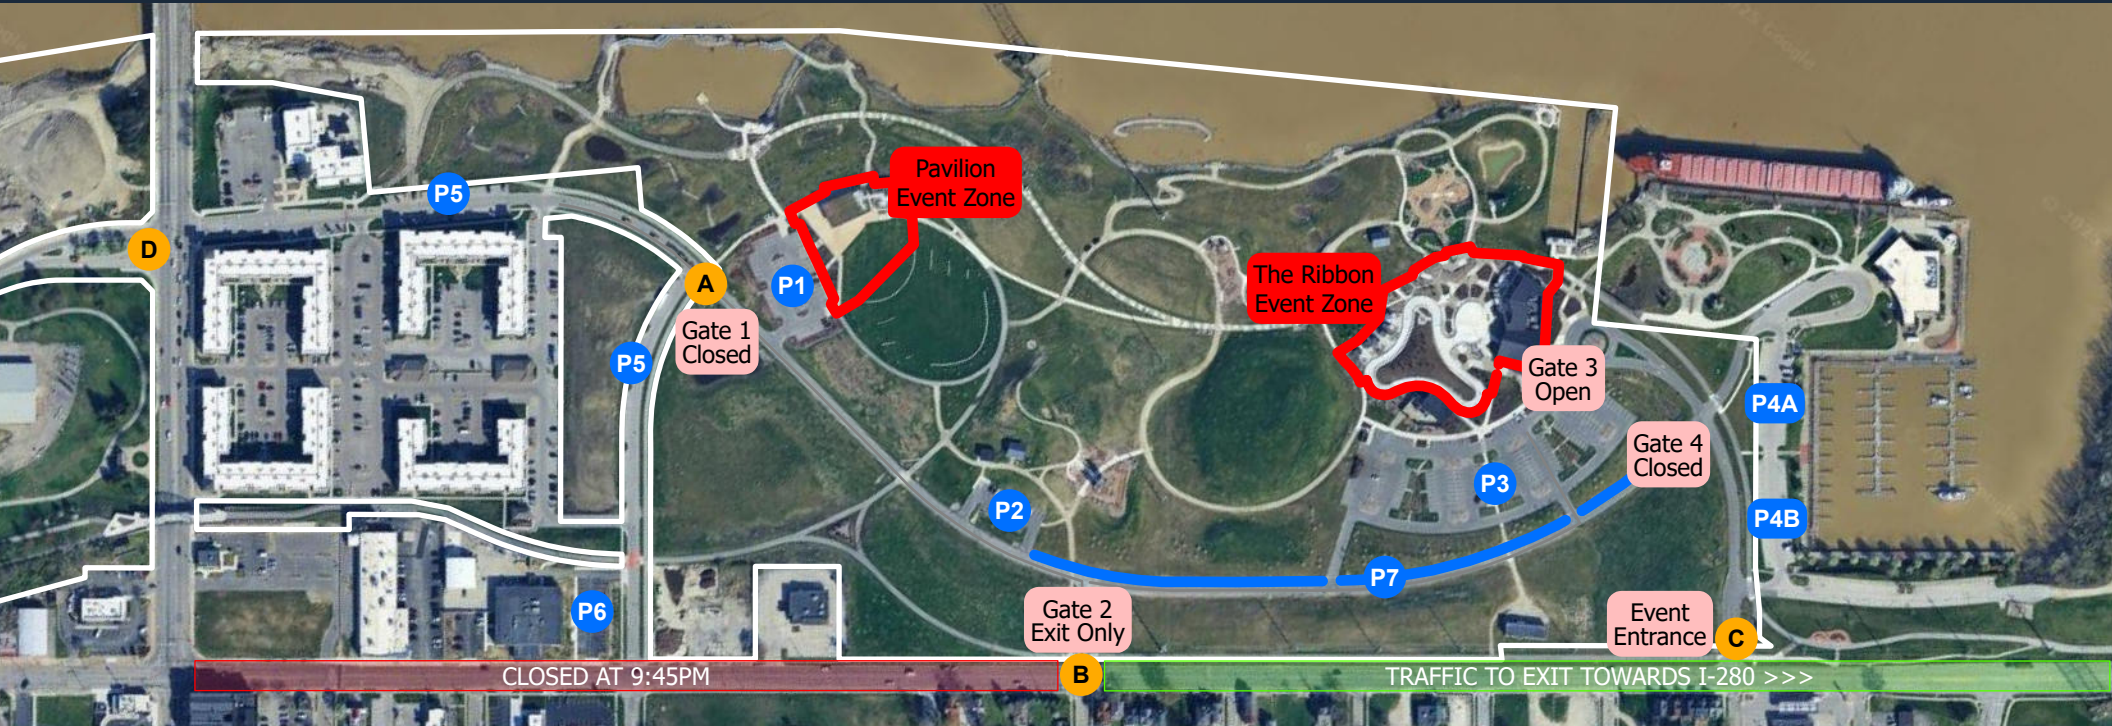 Pavilion
Event Zone
P5
D
A
P1
The Ribbon
Event Zone
Gate 1
Closed
P5
Gate 3
Open
P4A
Gate 4
Closed
P3
P2
P4B
P7
P6
Gate 2
Exit Only
Event
Entrance
C
CLOSED AT 9:45PM
B
TRAFFIC TO EXIT TOWARDS I-280 >>>